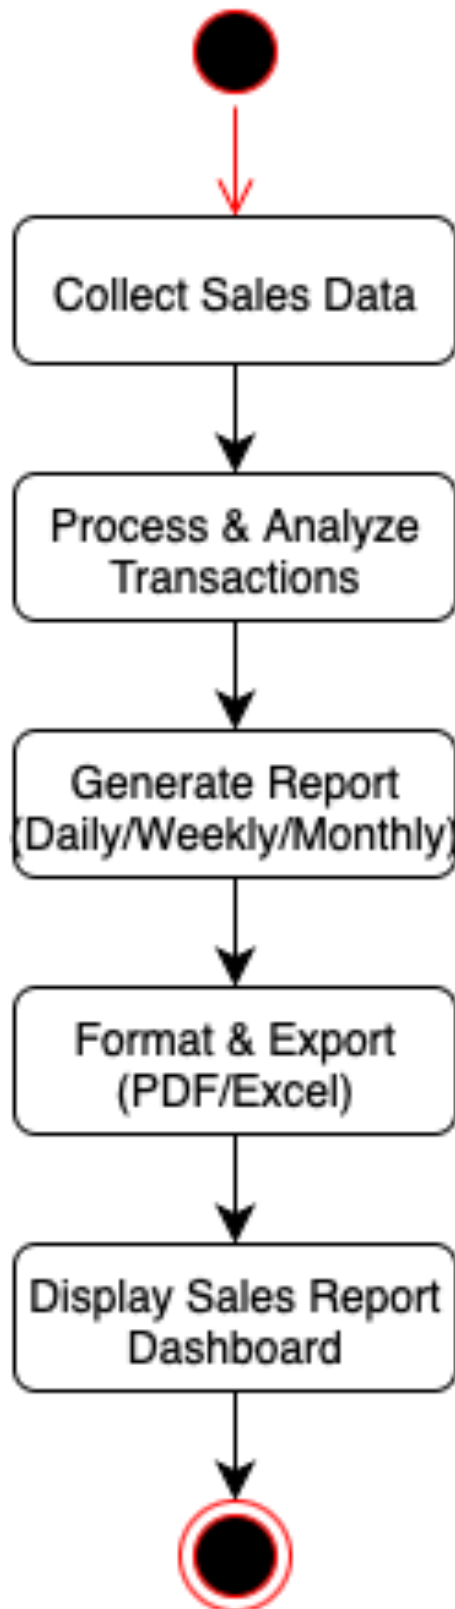 Collect Sales Data
Process & Analyze
Transactions
Generate Report
(Daily/Weekly/Monthly)
Format & Export
(PDF/Excel)
Display Sales Report
Dashboard